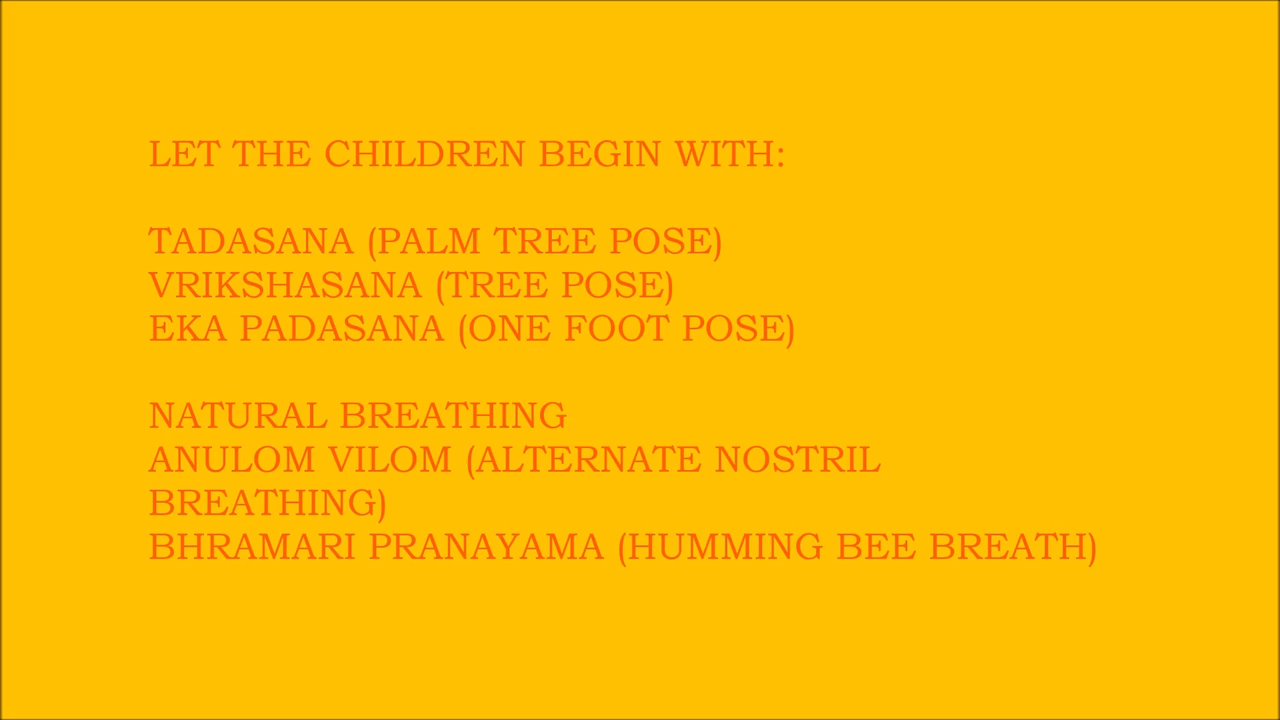 LET THE CHILDREN BEGIN WITH:
TADASANA (PALM TREE POSE)
VRIKSHASANA (TREE POSE)
EKA PADASANA (ONE FOOT POSE)
NATURAL BREATHING
ANULOM VILOM (ALTERNATE NOSTRIL
BREATHING)
BHRAMARI PRANAYAMA (HUMMING BEE BREATH)